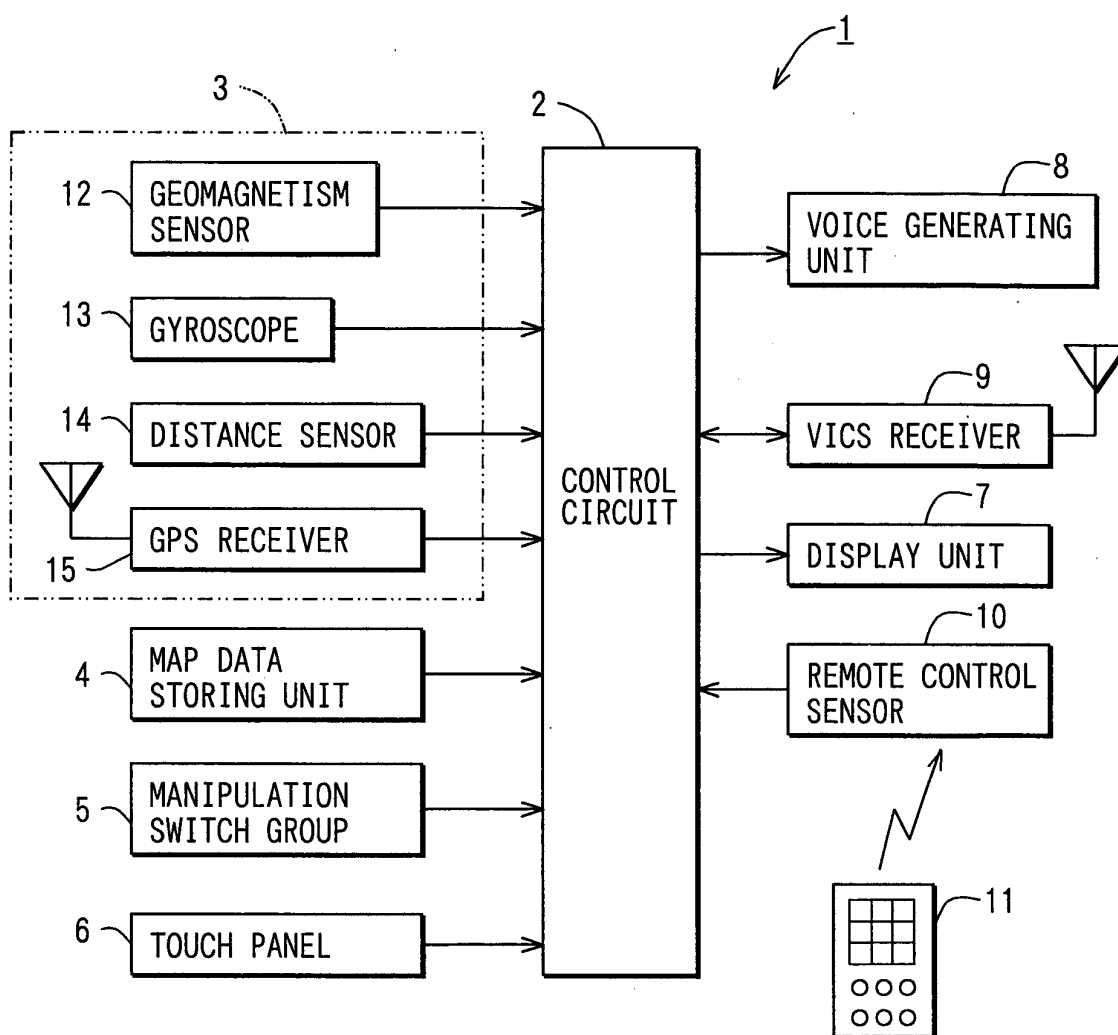 1
3
2
12
GEOMAGNETISM
SENSOR
8
VOICE GENERATING
UNIT
13
GYROSCOPE
9
VICS RECEIVER
14
DISTANCE SENSOR
CONTROL
CIRCUIT
7
DISPLAY UNIT
15
GPS RECEIVER
10
REMOTE CONTROL
SENSOR
4
MAP DATA
STORING UNIT
5
MANIPULATION
SWITCH GROUP
11
6
TOUCH PANEL